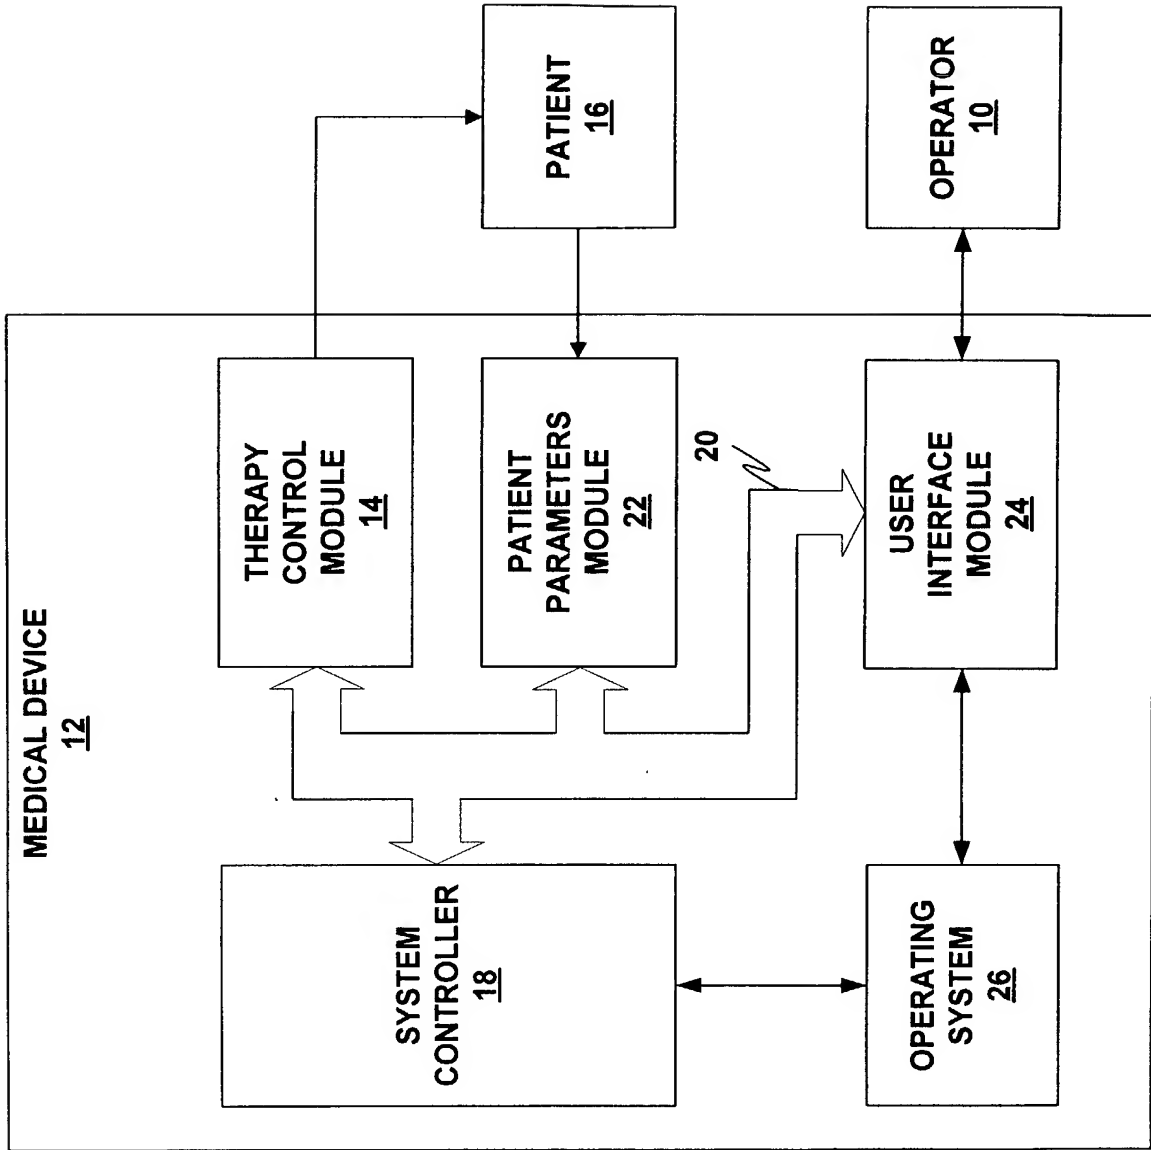 MEDICAL DEVICE
12
THERAPY
CONTROL
MODULE
14
PATIENT
16
PATIENT
PARAMETERS
MODULE
22
20
SYSTEM
CONTROLLER
18
OPERATING
SYSTEM
26
USER
INTERFACE
MODULE
24
OPERATOR
10